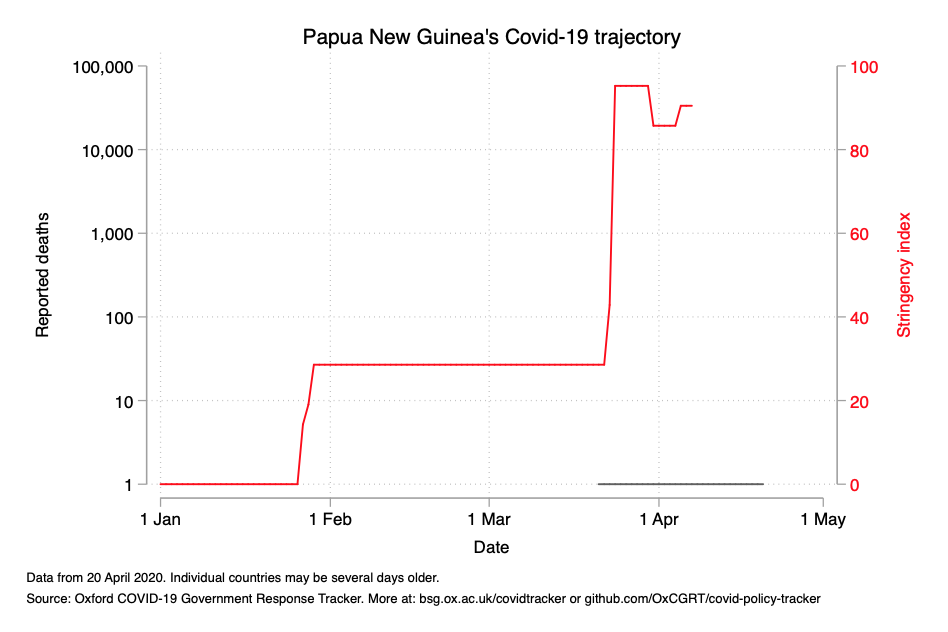 Papua New Guinea's Covid-19 trajectory
100,000
10,000
1,000
100
10
1
Reported deaths
100
80
60
40
20
0
Stringency index
1 Jan
1 Feb
1 Mar
1 Apr
1 May
Date
Data from 20 April 2020. Individual countries may be several days older.
Source: Oxford COVID-19 Government Response Tracker. More at: bsg.ox.ac.uk/covidtracker or github.com/OxCGRT/covid-policy-tracker